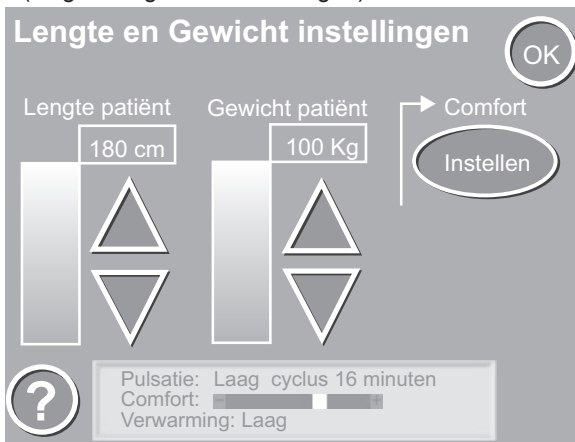 Lengte en Gewicht instellingen
OK
Lengte patiënt
Gewicht patiënt
Comfort
180 cm
100 Kg
Instellen
?
Pulsatie: Laag cyclus 16 minuten
Comfort: - +
Verwarming: Laag